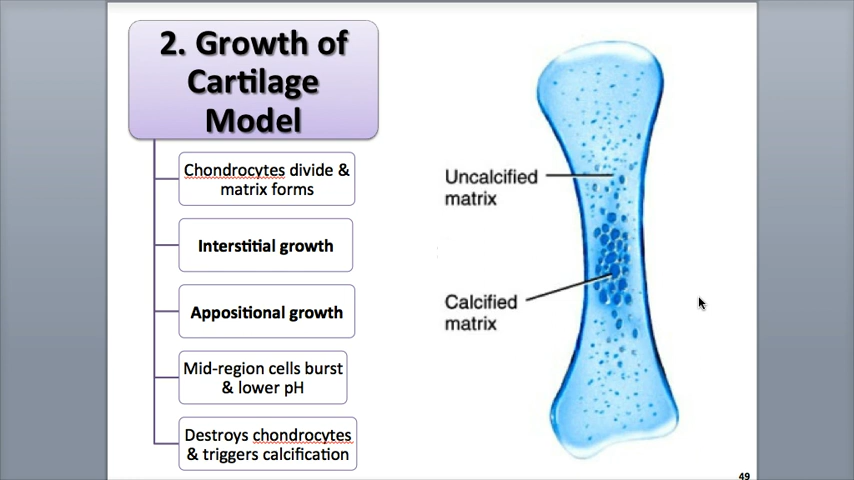 2. Growth of
Cartilage
Model
Chondrocytes divide &
matrix forms
Interstitial growth
Appositional growth
Mid-region cells burst
& lower pH
Destroys chondrocytes
& triggers calcification
Uncalcified
matrix
Calcified
matrix
49